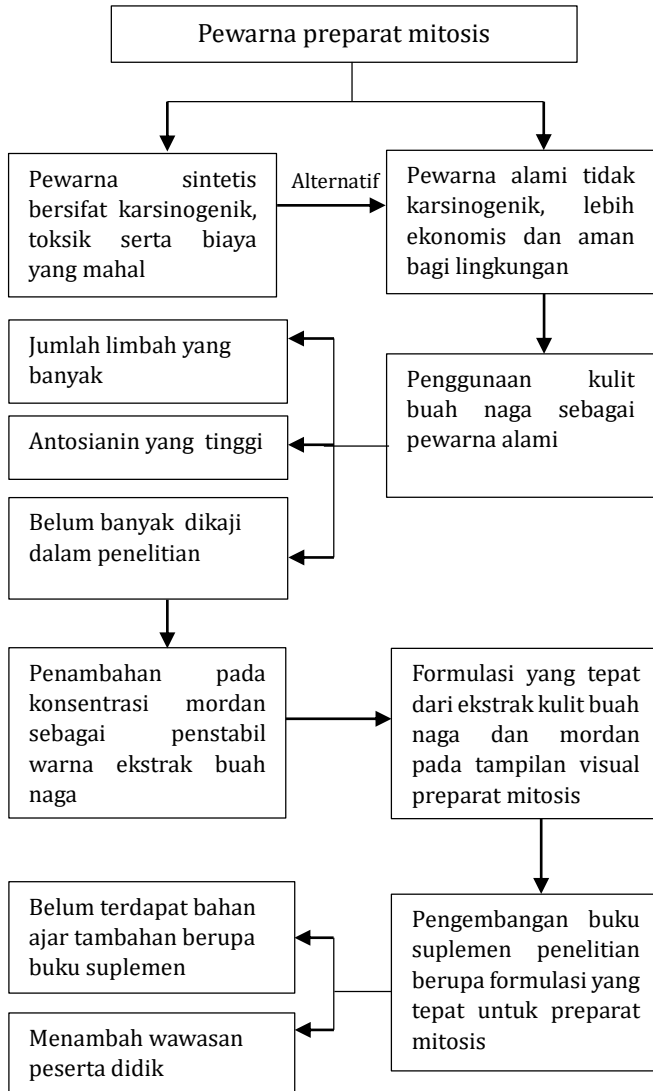 Pewarna preparat mitosis
Pewarna sintetis
bersifat karsinogenik,
toksik serta biaya
yang mahal
Alternatif
Pewarna alami tidak
karsinogenik, lebih
ekonomis dan aman
bagi lingkungan
Jumlah limbah yang
banyak
Antosianin yang tinggi
Belum banyak dikaji
dalam penelitian
Penggunaan kulit
buah naga sebagai
pewarna alami
Penambahan pada
konsentrasi mordan
sebagai penstabil
warna ekstrak buah
naga
Formulasi yang tepat
dari ekstrak kulit buah
naga dan mordan
pada tampilan visual
preparat mitosis
Belum terdapat bahan
ajar tambahan berupa
buku suplemen
Menambah wawasan
peserta didik
Pengembangan buku
suplemen penelitian
berupa formulasi yang
tepat untuk preparat
mitosis